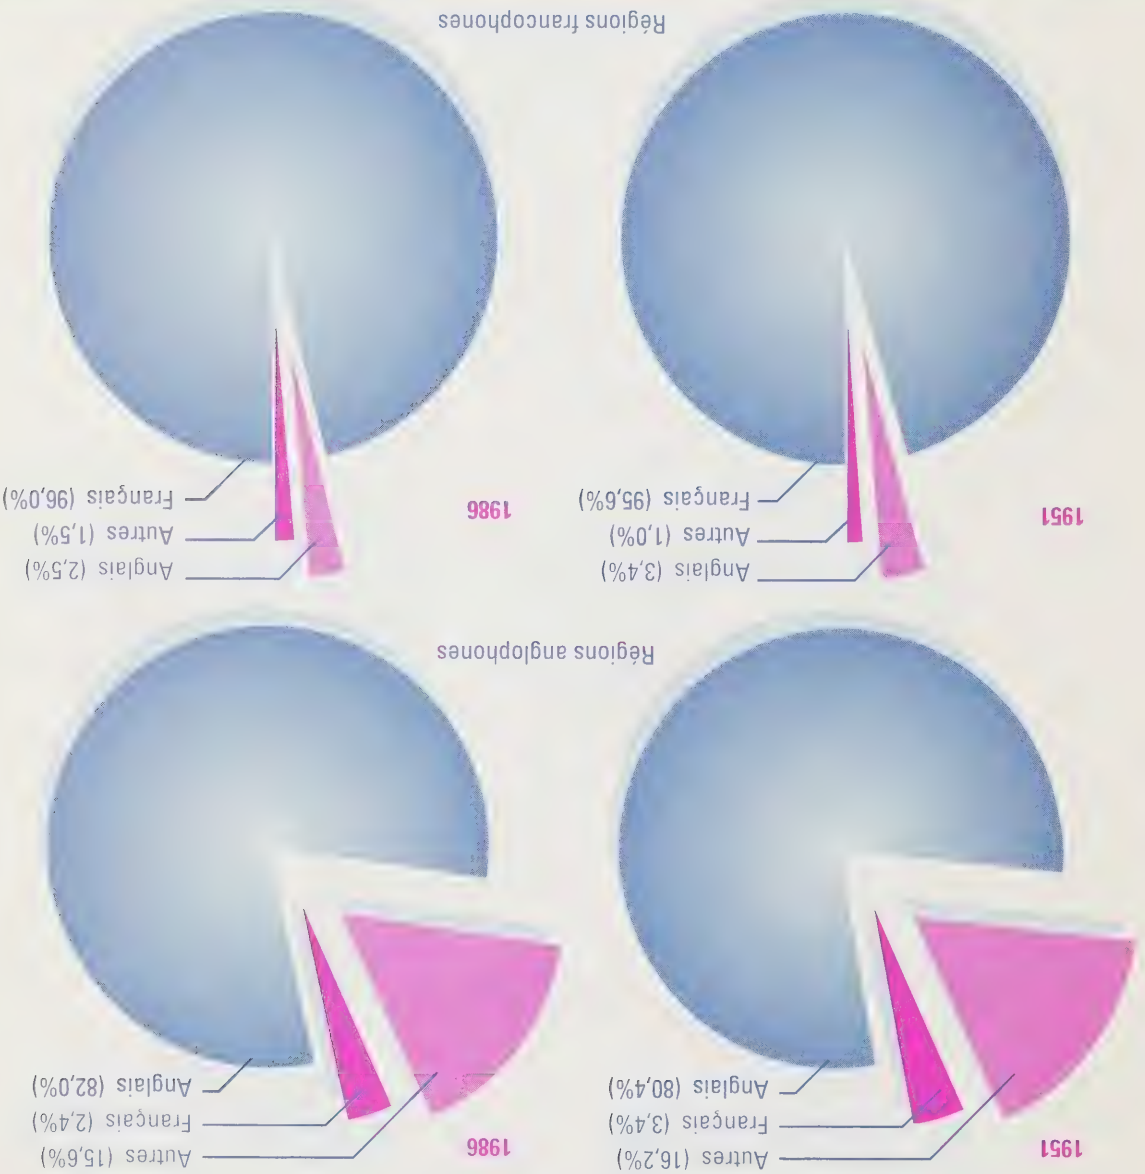 1951
Autres (16,2%)
Français (3,4%)
Anglais (80,4%)
1986
Autres (15,6%)
Français (2,4%)
Anglais (82,0%)
Régions anglophones
1951
Anglais (3,4%)
Autres (1,0%)
Français (95,6%)
1986
Anglais (2,5%)
Autres (1,5%)
Français (96,0%)
Régions francophones